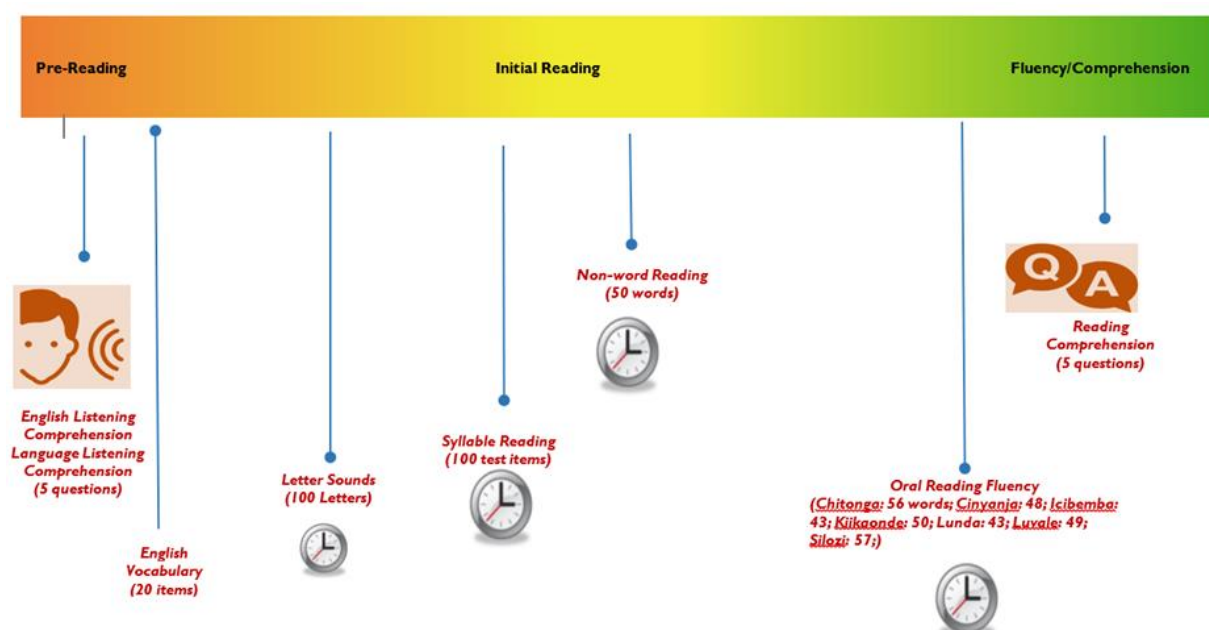 Pre-Reading
Initial Reading
Fluency/Comprehension
English Listening
Comprehension
Language Listening
Comprehension
(5 questions)
English
Vocabulary
(20 items)
Letter Sounds
(100 Letters)
Syllable Reading
(100 test items)
Non-word Reading
(50 words)
Oral Reading Fluency
(Chitonga: 56 words; Cinyanja: 48; Icibemba:
43; Kiikaonde: 50; Lunda: 43; Luvale: 49;
Silozi: 57;)
Q
A
Reading
Comprehension
(5 questions)